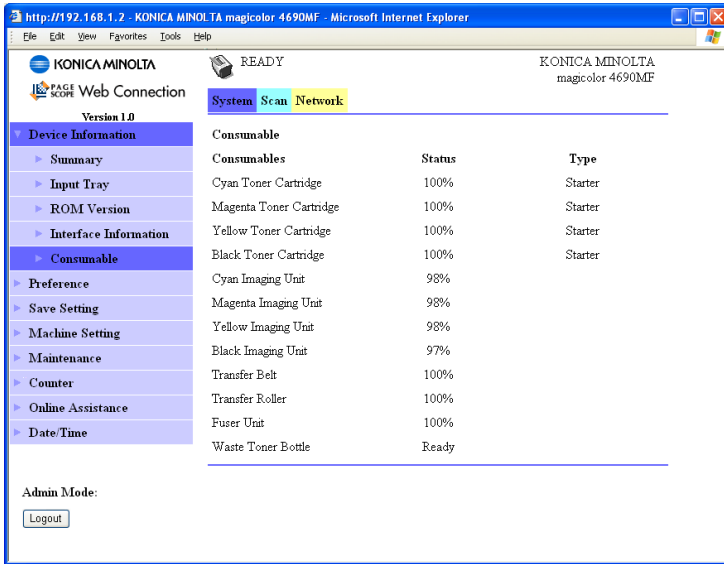 http://192.168.1.2 - KONICA MINOLTA magicolor 4690MF - Microsoft Internet Explorer
File Edit View Favorites Tools Help
KONICA MINOLTA
PAGE SCOPE Web Connection
Version 1.0
READY
KONICA MINOLTA
magicolor 4690MF
System Scan Network
Device Information
Summary
Input Tray
ROM Version
Interface Information
Consumable
Preference
Save Setting
Machine Setting
Maintenance
Counter
Online Assistance
Date/Time
Admin Mode:
Logout
Consumable
Consumables Status Type
Cyan Toner Cartridge 100% Starter
Magenta Toner Cartridge 100% Starter
Yellow Toner Cartridge 100% Starter
Black Toner Cartridge 100% Starter
Cyan Imaging Unit 98%
Magenta Imaging Unit 98%
Yellow Imaging Unit 98%
Black Imaging Unit 97%
Transfer Belt 100%
Transfer Roller 100%
Fuser Unit 100%
Waste Toner Bottle Ready